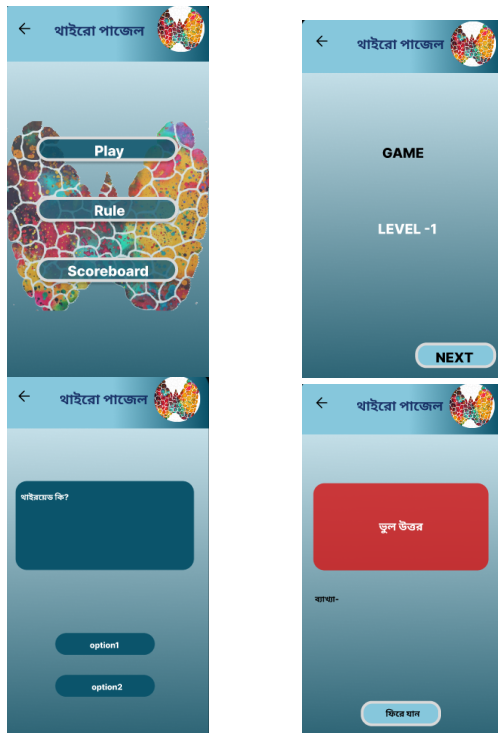 থাইরো পাজেল
Play
Rule
Scoreboard
থাইরো পাজেল
GAME
LEVEL -1
NEXT
থাইরো পাজেল
থাইরয়েড কি?
option1
option2
থাইরো পাজেল
ভুল উত্তর
ব্যাখ্যা-
ফিরে যান